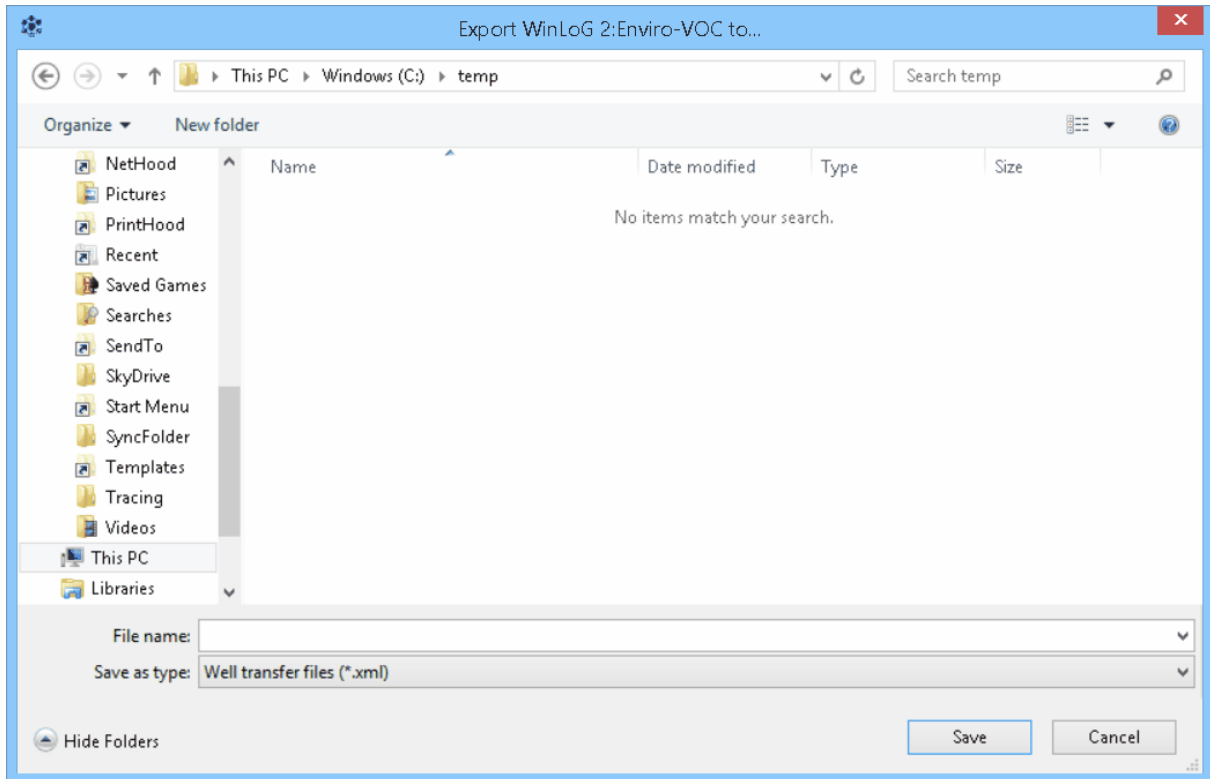 Export WinLoG 2:Enviro-VOC to...
This PC Windows (C:) temp
Search temp
Organize New folder
Name Date modified Type Size
No items match your search.
NetHood
Pictures
PrintHood
Recent
Saved Games
Searches
SendTo
SkyDrive
Start Menu
SyncFolder
Templates
Tracing
Videos
This PC
Libraries
File name:
Save as type: Well transfer files (*.xml)
Hide Folders
Save Cancel